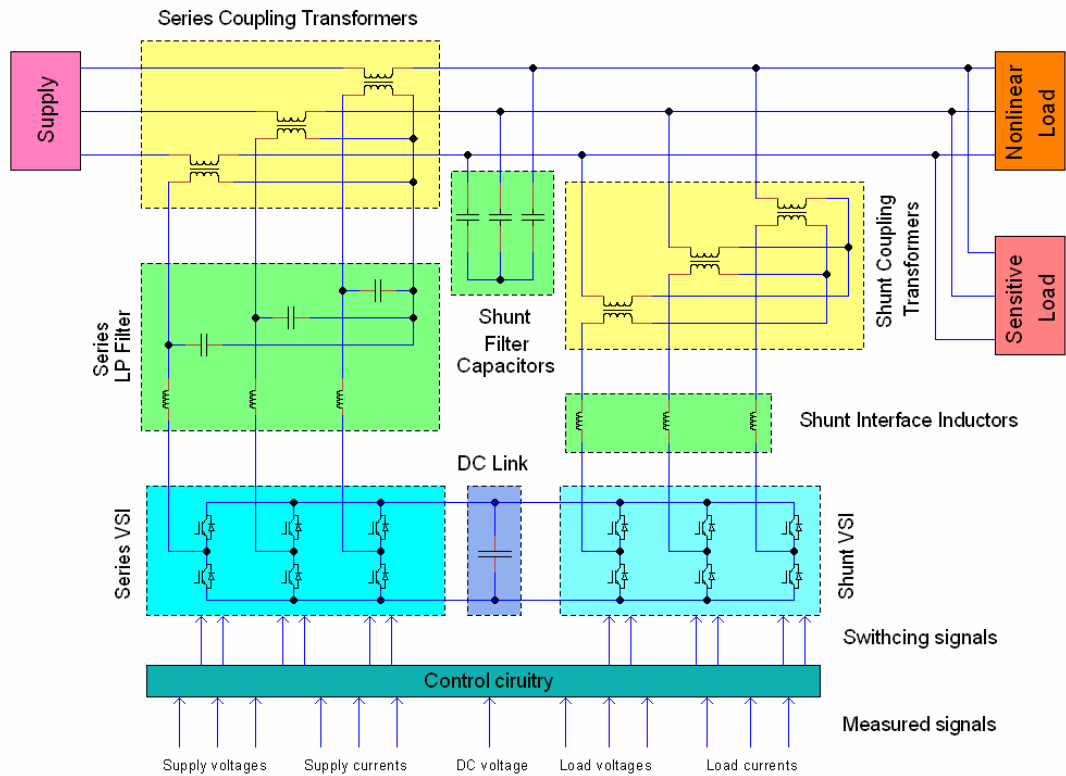 Series Coupling Transformers
Supply
Nonlinear
Load
Shunt Coupling
Transformers
Sensitive
Load
Series
LP Filter
Shunt
Filter
Capacitors
Shunt Interface Inductors
DC Link
Series VSI
Shunt VSI
Swithcing signals
Control ciruitry
Measured signals
Supply voltages
Supply currents
DC voltage
Load voltages
Load currents